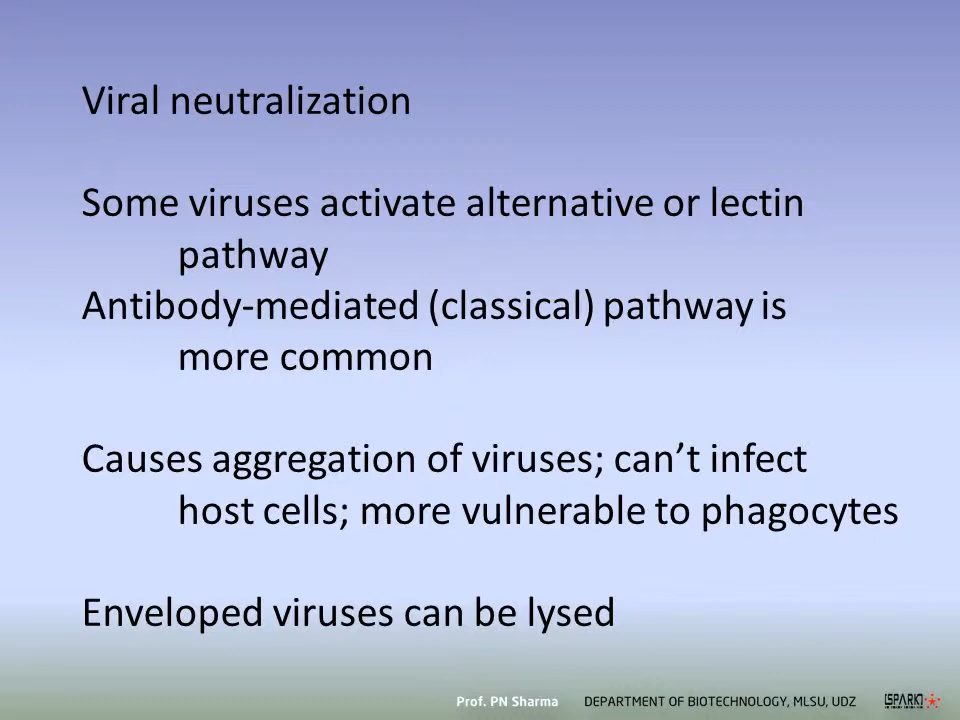 Viral neutralization
Some viruses activate alternative or lectin
pathway
Antibody-mediated (classical) pathway is
more common
Causes aggregation of viruses; can’t infect
host cells; more vulnerable to phagocytes
Enveloped viruses can be lysed
Prof. PN Sharma DEPARTMENT OF BIOTECHNOLOGY, MLSU, UDZ [SPARK]